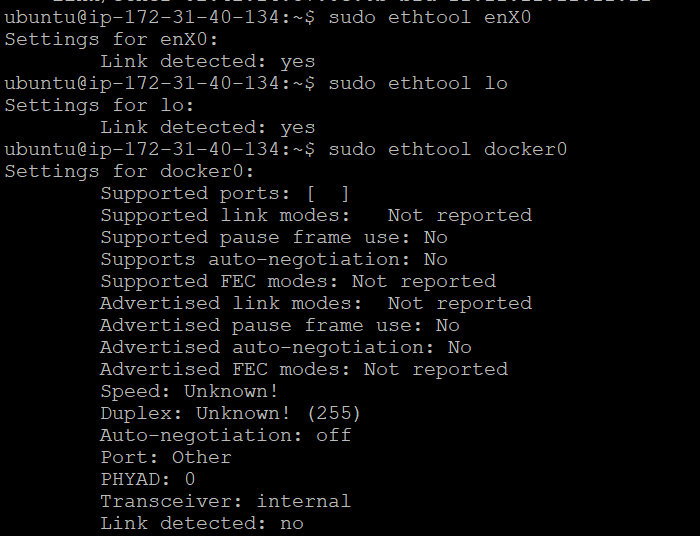 ubuntu@ip-172-31-40-134:~$ sudo ethtool enX0
Settings for enX0:
        Link detected: yes
ubuntu@ip-172-31-40-134:~$ sudo ethtool lo
Settings for lo:
        Link detected: yes
ubuntu@ip-172-31-40-134:~$ sudo ethtool docker0
Settings for docker0:
        Supported ports: [  ]
        Supported link modes:   Not reported
        Supported pause frame use: No
        Supports auto-negotiation: No
        Supported FEC modes: Not reported
        Advertised link modes:  Not reported
        Advertised pause frame use: No
        Advertised auto-negotiation: No
        Advertised FEC modes: Not reported
        Speed: Unknown!
        Duplex: Unknown! (255)
        Auto-negotiation: off
        Port: Other
        PHYAD: 0
        Transceiver: internal
        Link detected: no